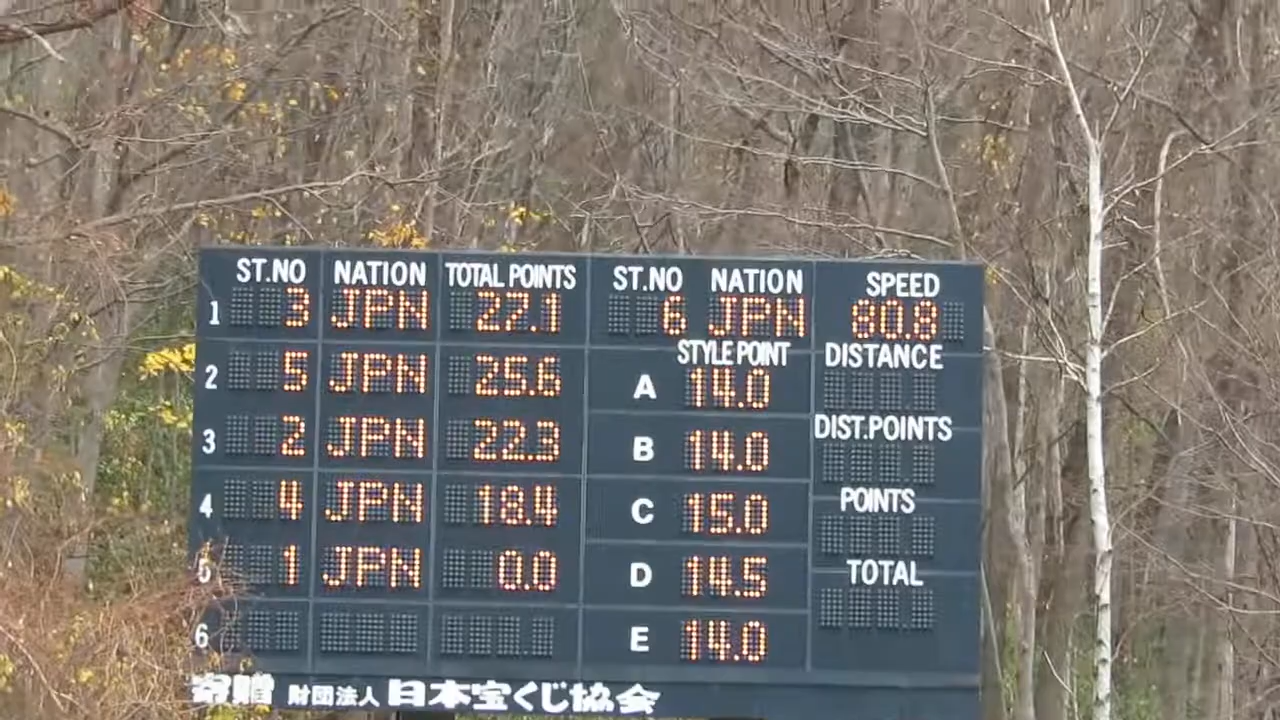 ST.NO NATION TOTAL POINTS
1 3 JPN 27.1
2 5 JPN 25.6
3 2 JPN 22.3
4 4 JPN 18.4
5 1 JPN 0.0
6
ST.NO NATION
6 JPN
STYLE POINT
A 14.0
B 14.0
C 15.0
D 14.5
E 14.0
SPEED
80.8
DISTANCE
DIST.POINTS
POINTS
TOTAL
寄贈 財団法人 日本宝くじ協会